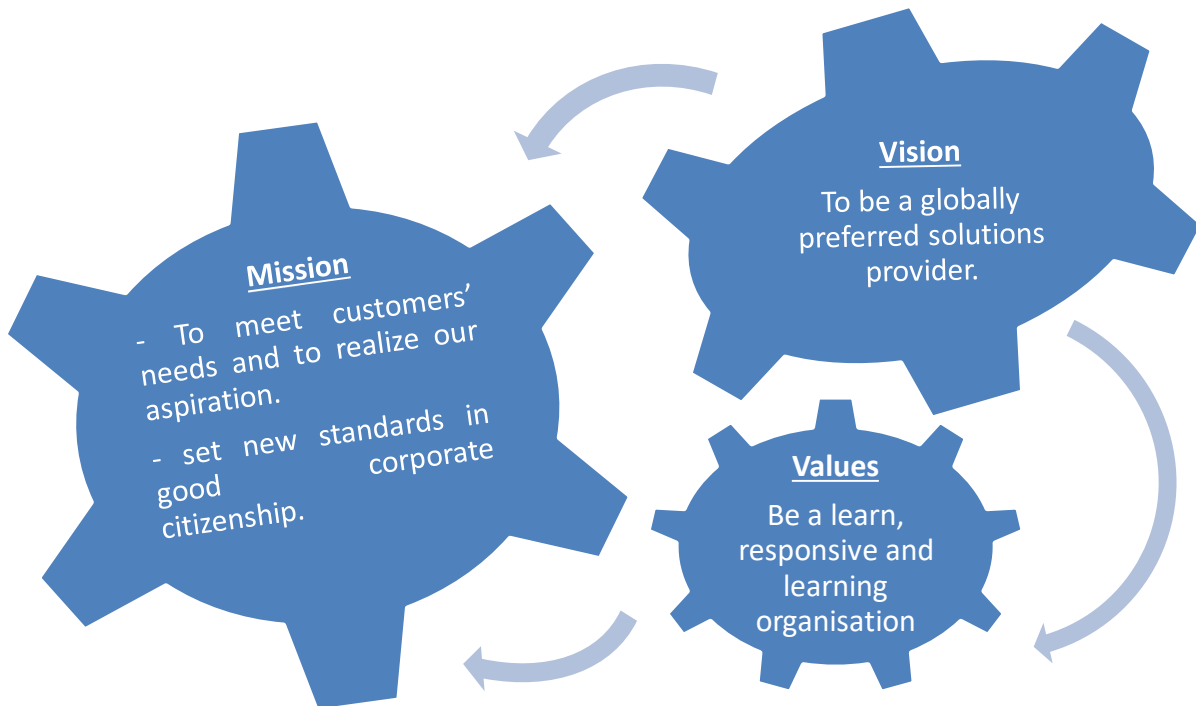 Mission
- To meet customers’
needs and to realize our
aspiration.
- set new standards in
good corporate
citizenship.
Vision
To be a globally
preferred solutions
provider.
Values
Be a learn,
responsive and
learning
organisation